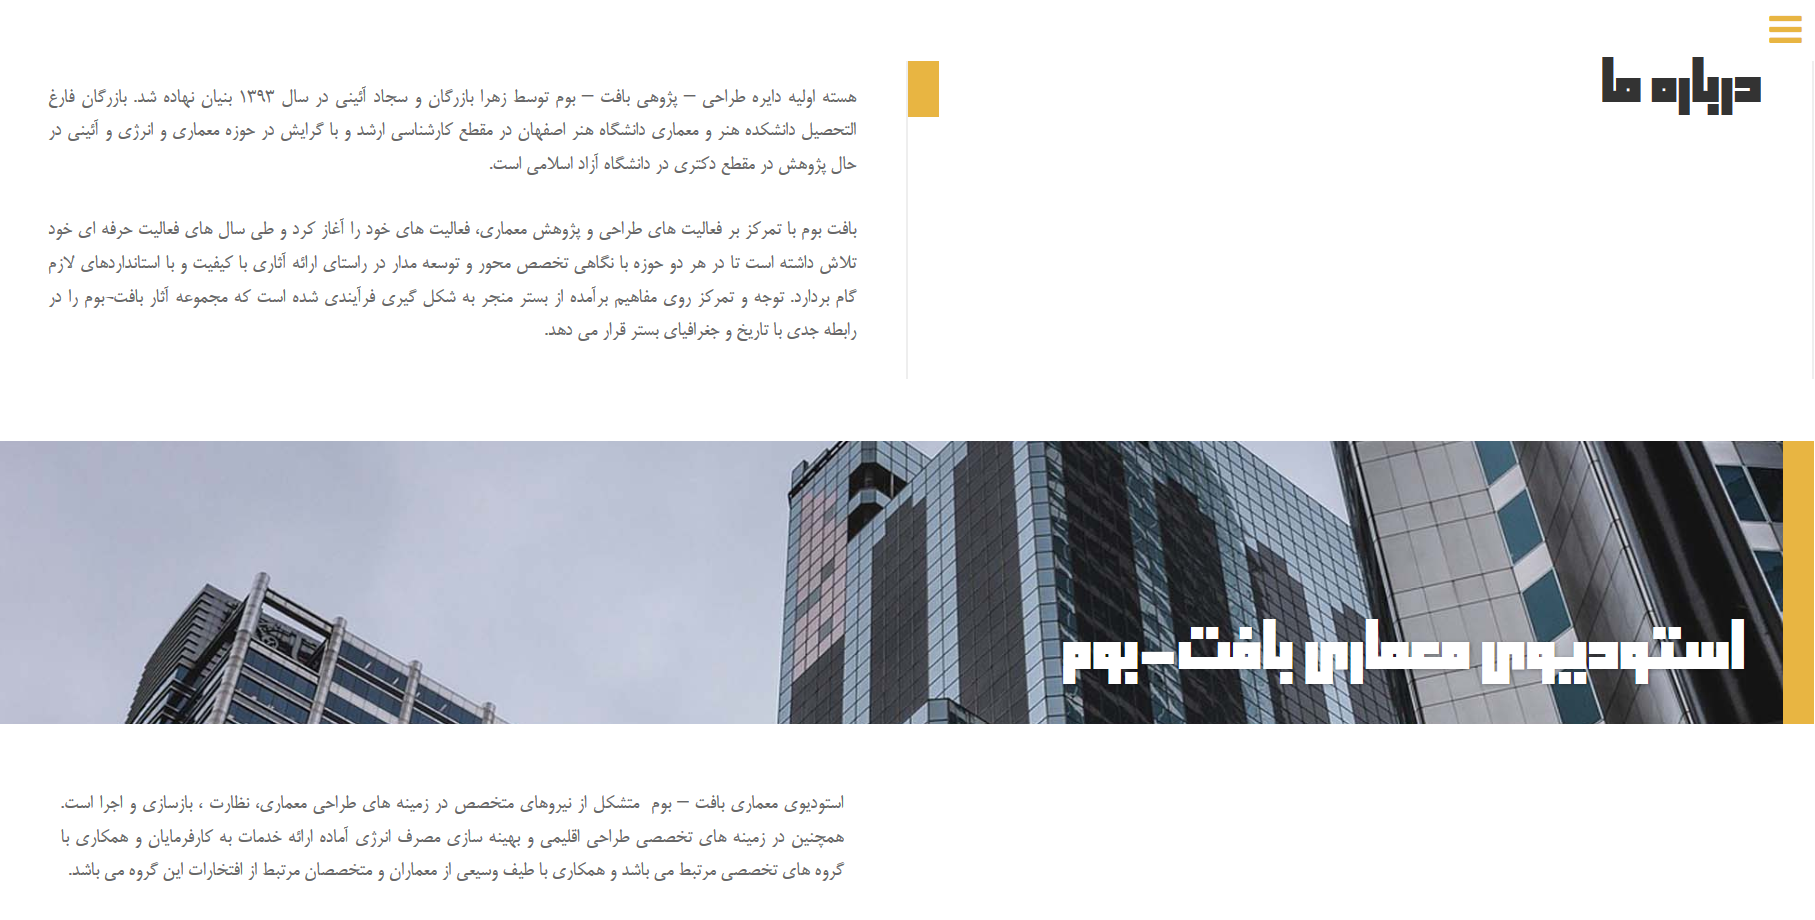 درباره ما
هسته اولیه دایره طراحی – پژوهی بافت – بوم توسط زهرا بازرگان و سجاد آئینی در سال ۱۳۹۳ بنیان نهاده شد. بازرگان فارغ
التحصیل دانشکده هنر و معماری دانشگاه هنر اصفهان در مقطع کارشناسی ارشد و با گرایش در حوزه معماری و انرژی و آئینی در
حال پژوهش در مقطع دکتری در دانشگاه آزاد اسلامی است.
بافت بوم با تمرکز بر فعالیت های طراحی و پژوهش معماری، فعالیت های خود را آغاز کرد و طی سال های فعالیت حرفه ای خود
تلاش داشته است تا در هر دو حوزه با نگاهی تخصص محور و توسعه مدار در راستای ارائه آثاری با کیفیت و با استانداردهای لازم
گام بردارد. توجه و تمرکز روی مفاهیم برآمده از بستر منجر به شکل گیری فرآیندی شده است که مجموعه آثار بافت-بوم را در
رابطه جدی با تاریخ و جغرافیای بستر قرار می دهد.
استودیوی معماری بافت-بوم
استودیوی معماری بافت – بوم متشکل از نیروهای متخصص در زمینه های طراحی معماری، نظارت ، بازسازی و اجرا است.
همچنین در زمینه های تخصصی طراحی اقلیمی و بهینه سازی مصرف انرژی آماده ارائه خدمات به کارفرمایان و همکاری با
گروه های تخصصی مرتبط می باشد و همکاری با طیف وسیعی از معماران و متخصصان مرتبط از افتخارات این گروه می باشد.